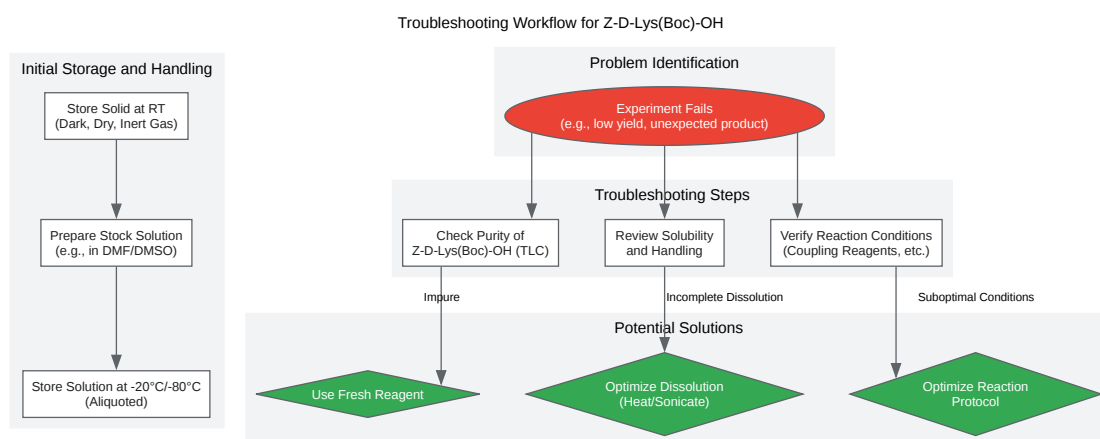 Troubleshooting Workflow for Z-D-Lys(Boc)-OH
Initial Storage and Handling
Store Solid at RT
(Dark, Dry, Inert Gas)
Prepare Stock Solution
(e.g., in DMF/DMSO)
Store Solution at -20°C/-80°C
(Aliquoted)
Problem Identification
Experiment Fails
(e.g., low yield, unexpected product)
Troubleshooting Steps
Check Purity of
Z-D-Lys(Boc)-OH (TLC)
Review Solubility
and Handling
Verify Reaction Conditions
(Coupling Reagents, etc.)
Impure
Incomplete Dissolution
Suboptimal Conditions
Potential Solutions
Use Fresh Reagent
Optimize Dissolution
(Heat/Sonicate)
Optimize Reaction
Protocol